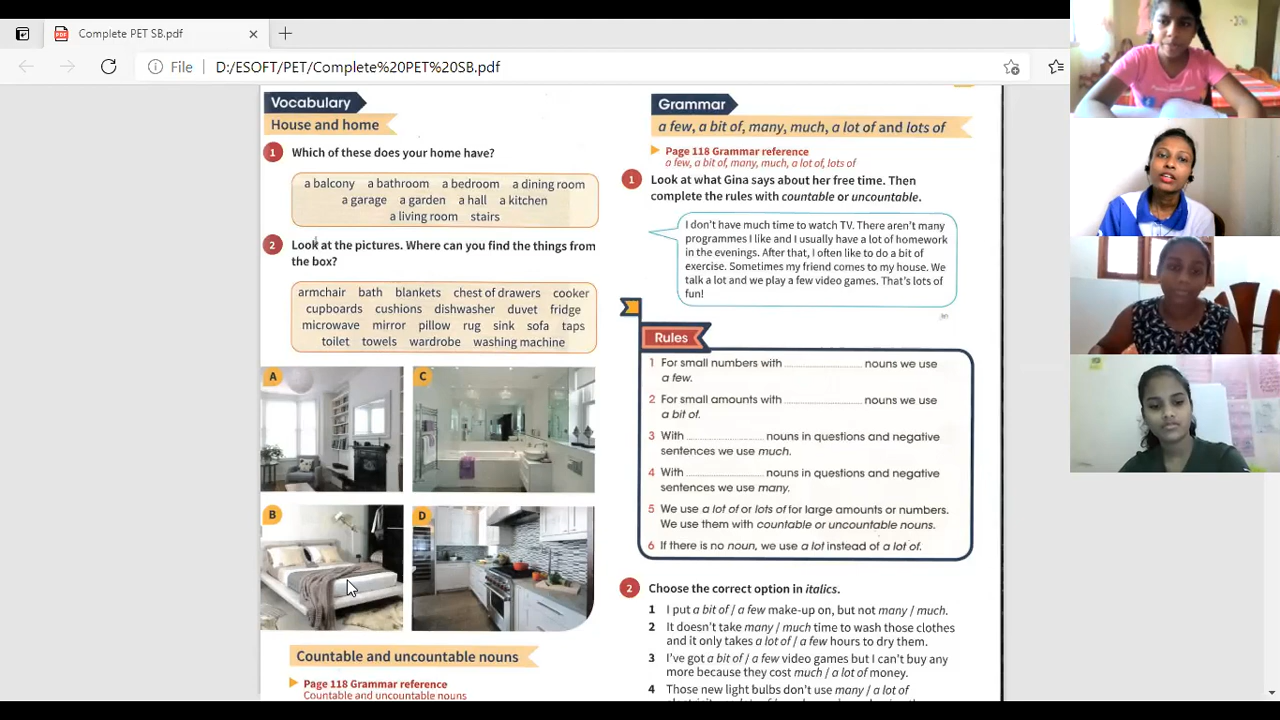 Complete PET SB.pdf
File
D:/ESOFT/PET/Complete%20PET%20SB.pdf
Vocabulary
House and home
1 Which of these does your home have?
a balcony a bathroom a bedroom a dining room
a garage a garden a hall a kitchen
a living room stairs
2 Look at the pictures. Where can you find the things from
the box?
armchair bath blankets chest of drawers cooker
cupboards cushions dishwasher duvet fridge
microwave mirror pillow rug sink sofa taps
toilet towels wardrobe washing machine
A
C
B
D
Countable and uncountable nouns
Page 118 Grammar reference
Countable and uncountable nouns
Grammar
a few, a bit of, many, much, a lot of and lots of
Page 118 Grammar reference
a few, a bit of, many, much, a lot of, lots of
1 Look at what Gina says about her free time. Then
complete the rules with countable or uncountable.
I don't have much time to watch TV. There aren't many
programmes I like and I usually have a lot of homework
in the evenings. After that, I often like to do a bit of
exercise. Sometimes my friend comes to my house. We
talk a lot and we play a few video games. That's lots of
fun!
Rules
1 For small numbers with .................... nouns we use
a few.
2 For small amounts with .................... nouns we use
a bit of.
3 With .................... nouns in questions and negative
sentences we use much.
4 With .................... nouns in questions and negative
sentences we use many.
5 We use a lot of or lots of for large amounts or numbers.
We use them with countable or uncountable nouns.
6 If there is no noun, we use a lot instead of a lot of.
2 Choose the correct option in italics.
1 I put a bit of / a few make-up on, but not many / much.
2 It doesn't take many / much time to wash those clothes
and it only takes a lot of / a few hours to dry them.
3 I've got a bit of / a few video games but I can't buy any
more because they cost much / a lot of money.
4 Those new light bulbs don't use many / a lot of